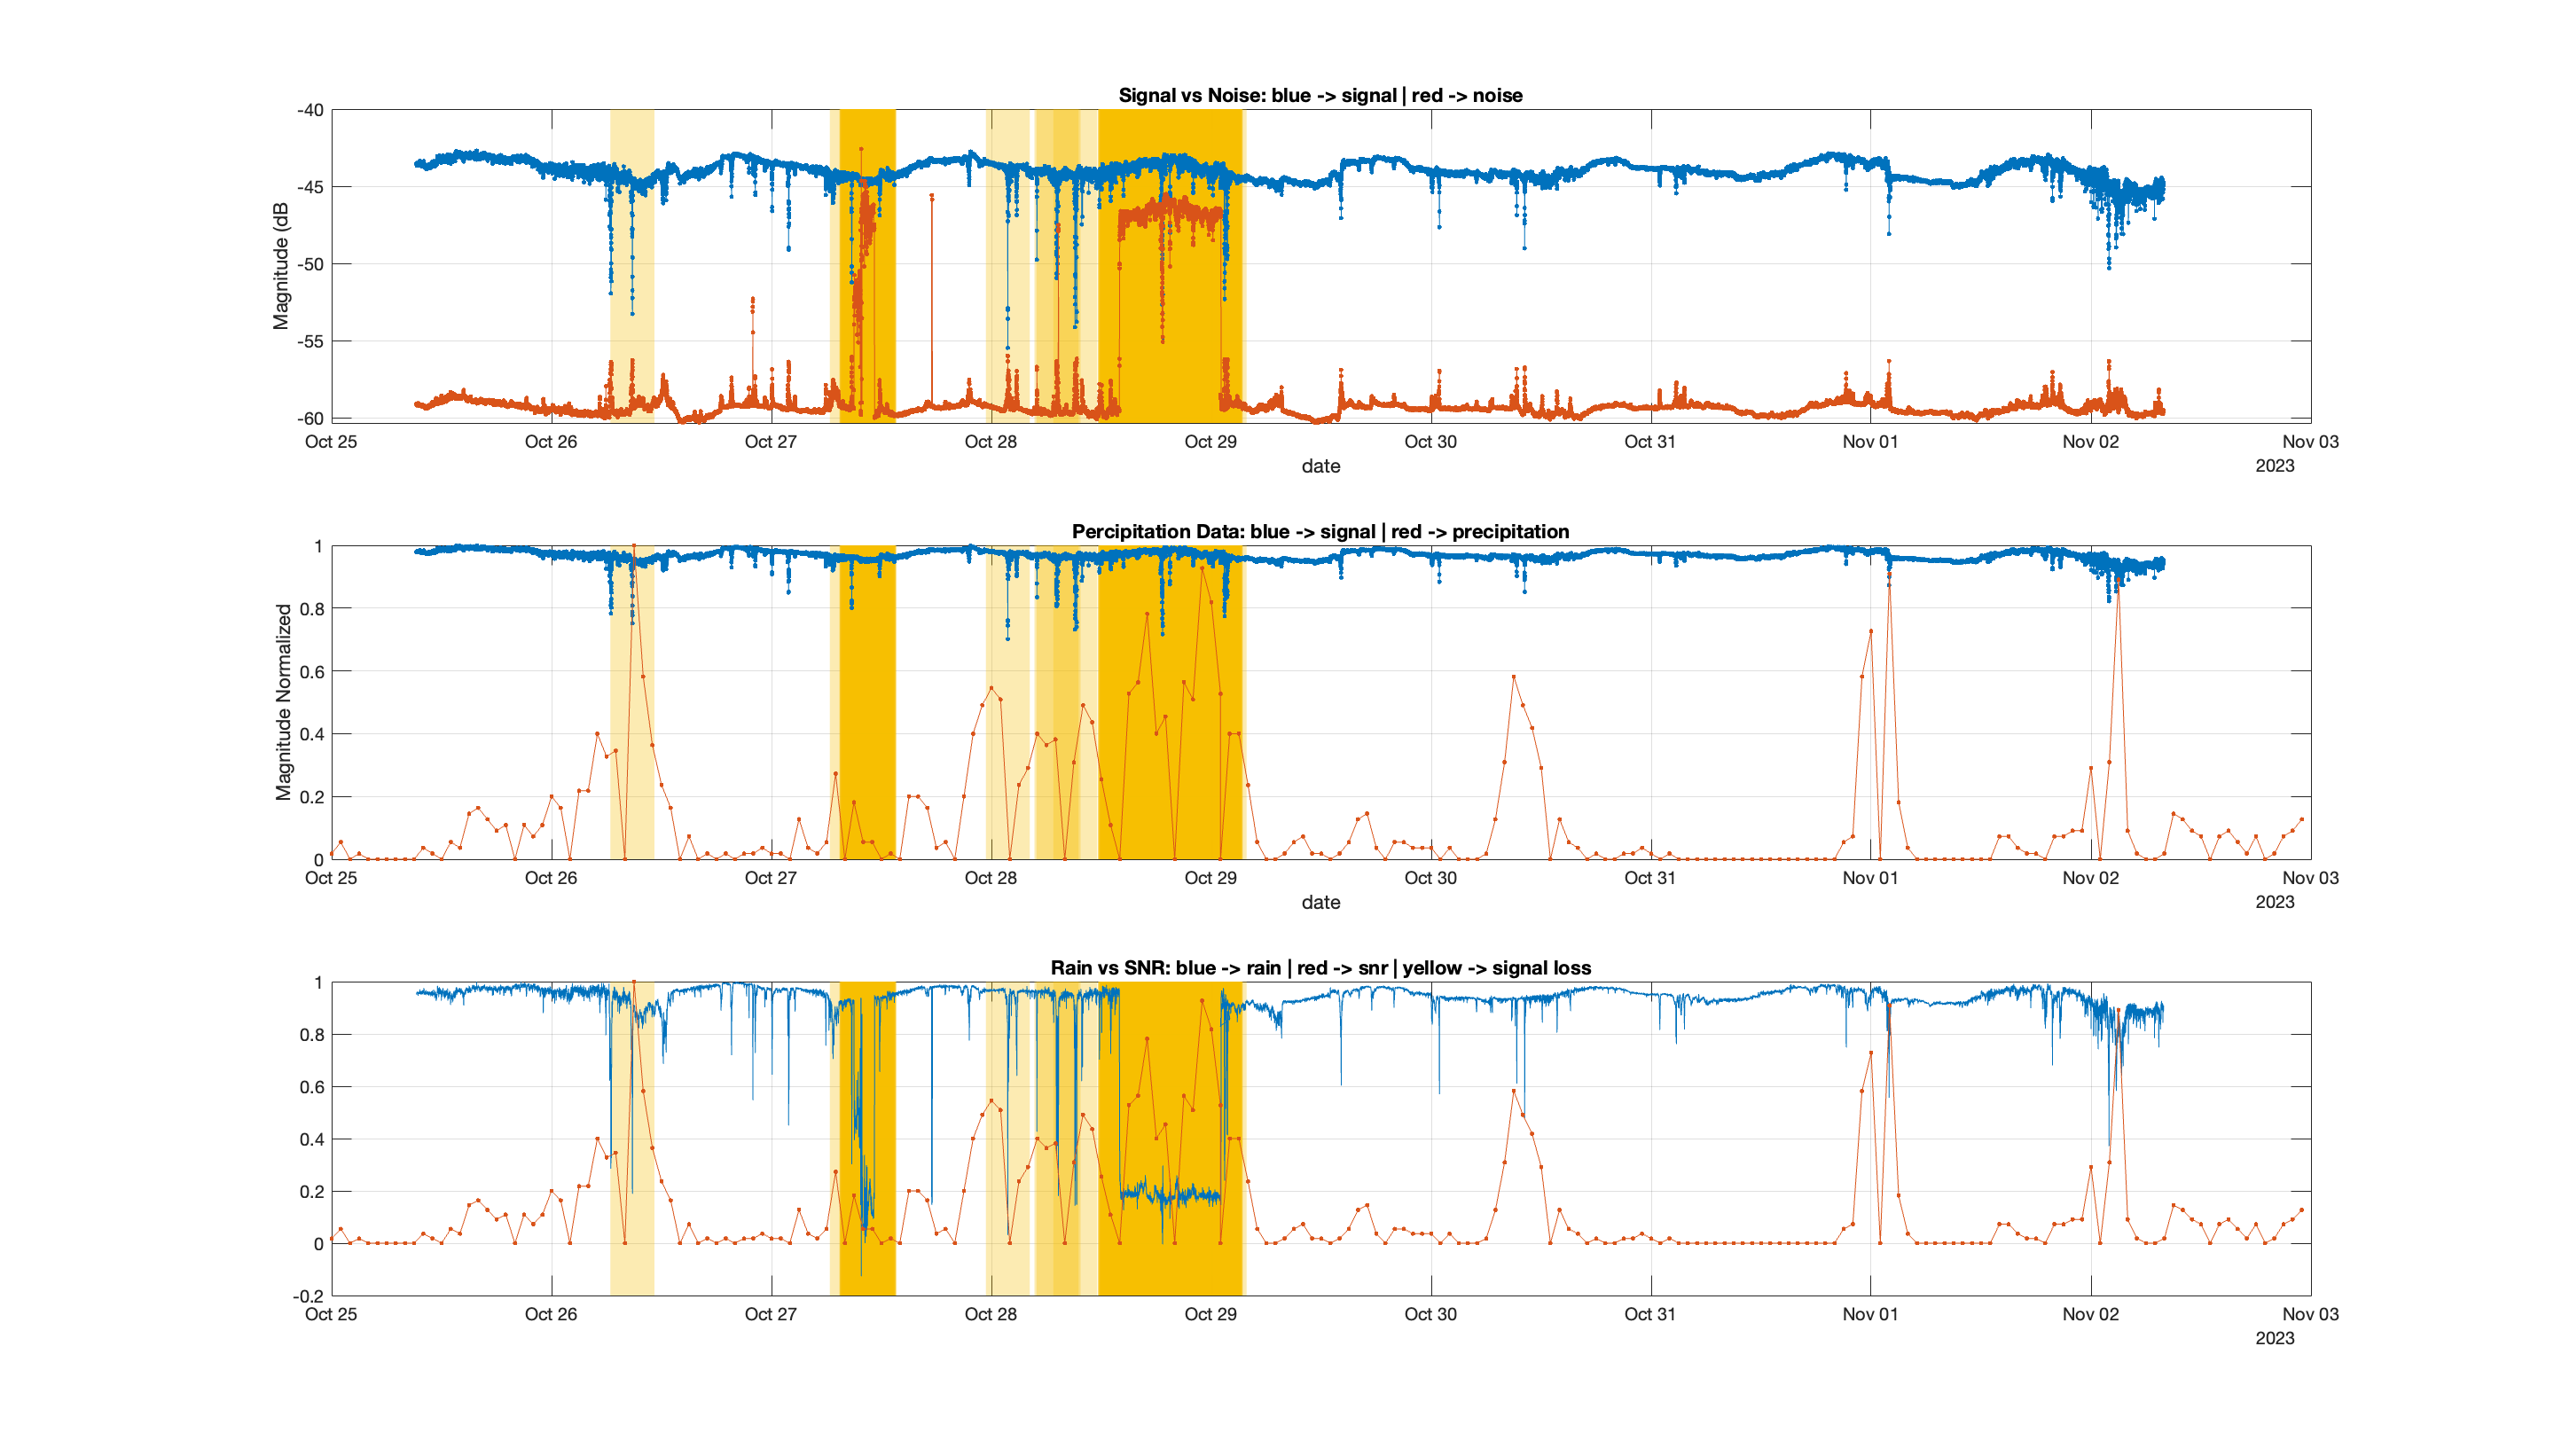 Signal vs Noise: blue -> signal | red -> noise
Magnitude (dB
-40
-45
-50
-55
-60
Oct 25 Oct 26 Oct 27 Oct 28 Oct 29 Oct 30 Oct 31 Nov 01 Nov 02 Nov 03
date
2023
Percipitation Data: blue -> signal | red -> precipitation
Magnitude Normalized
1
0.8
0.6
0.4
0.2
0
Oct 25 Oct 26 Oct 27 Oct 28 Oct 29 Oct 30 Oct 31 Nov 01 Nov 02 Nov 03
date
2023
Rain vs SNR: blue -> rain | red -> snr | yellow -> signal loss
1
0.8
0.6
0.4
0.2
0
-0.2
Oct 25 Oct 26 Oct 27 Oct 28 Oct 29 Oct 30 Oct 31 Nov 01 Nov 02 Nov 03
2023